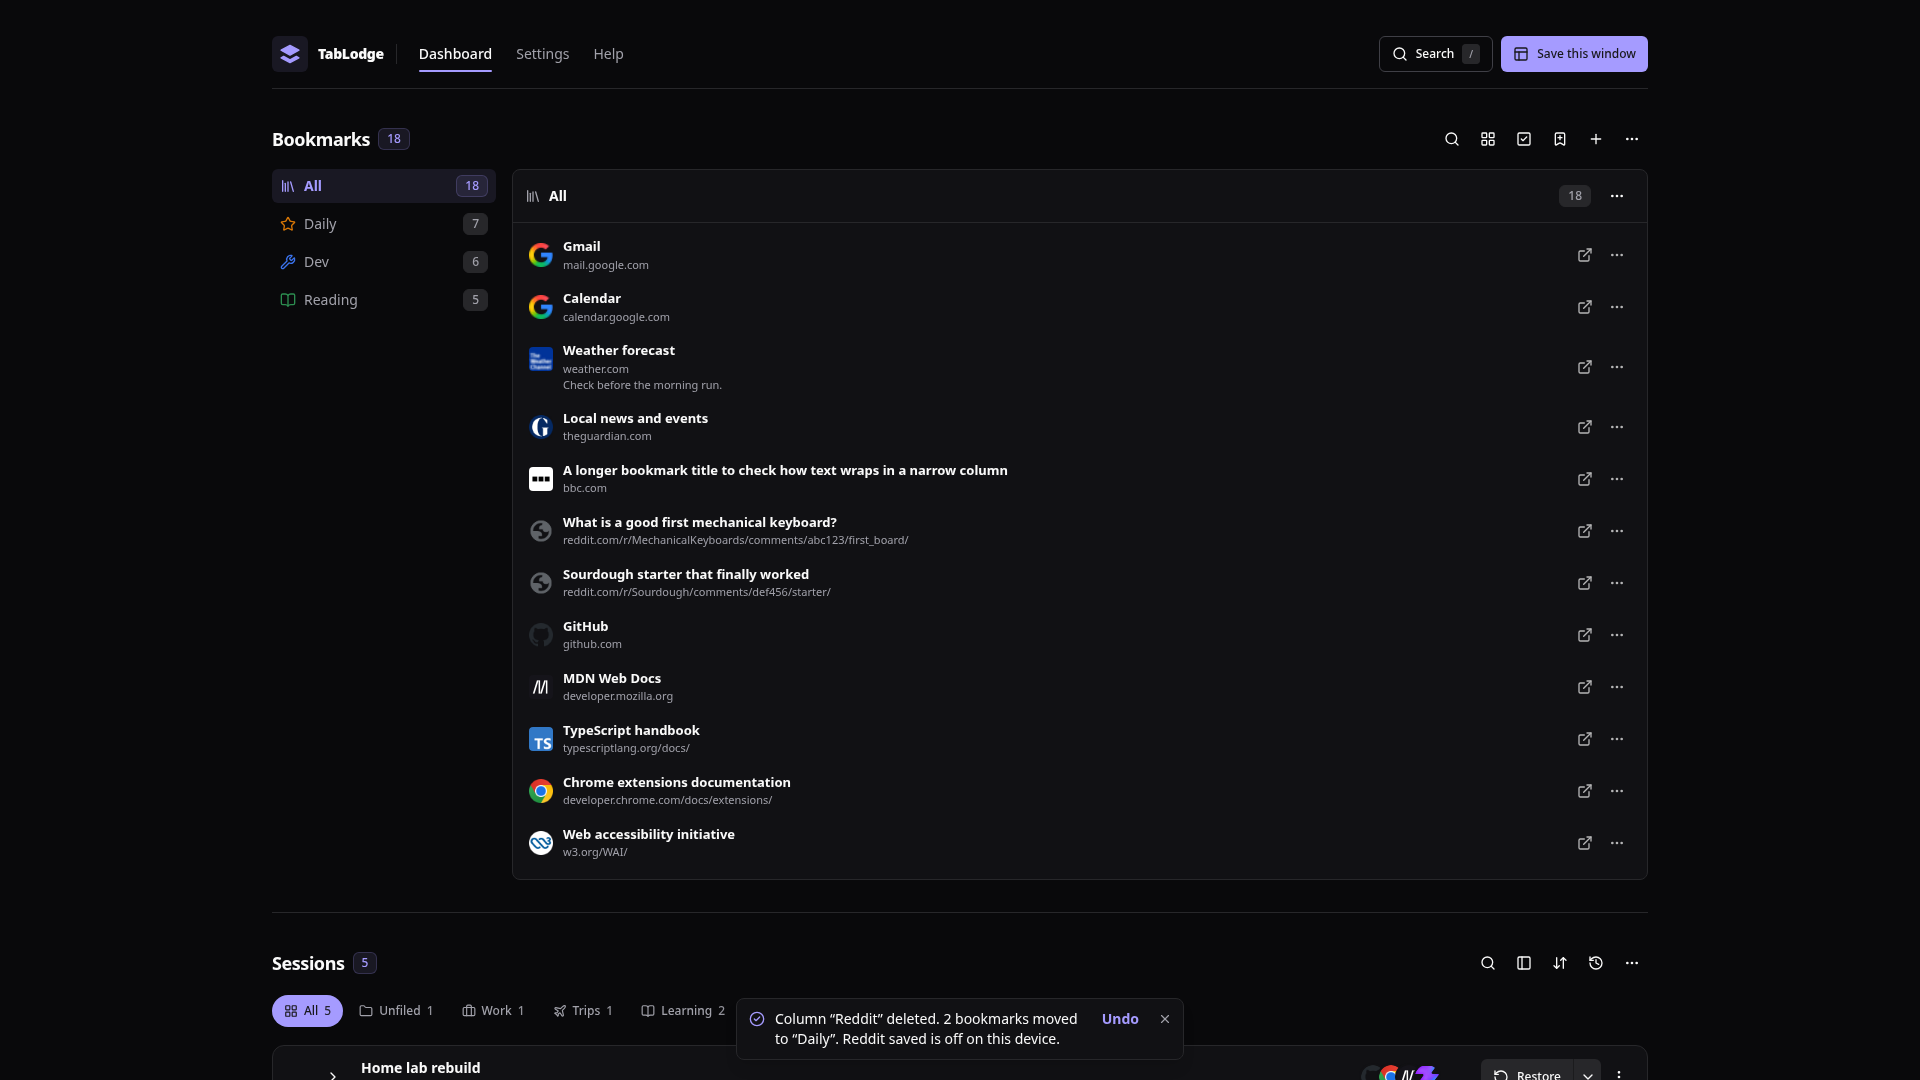 TabLodge
Dashboard
Settings
Help
Search /
Save this window
Bookmarks 18
All 18
Daily 7
Dev 6
Reading 5
All 18
Gmail
mail.google.com
Calendar
calendar.google.com
Weather forecast
weather.com
Check before the morning run.
Local news and events
theguardian.com
A longer bookmark title to check how text wraps in a narrow column
bbc.com
What is a good first mechanical keyboard?
reddit.com/r/MechanicalKeyboards/comments/abc123/first_board/
Sourdough starter that finally worked
reddit.com/r/Sourdough/comments/def456/starter/
GitHub
github.com
MDN Web Docs
developer.mozilla.org
TS
TypeScript handbook
typescriptlang.org/docs/
Chrome extensions documentation
developer.chrome.com/docs/extensions/
Web accessibility initiative
w3.org/WAI/
Sessions 5
All 5
Unfiled 1
Work 1
Trips 1
Learning 2
Column “Reddit” deleted. 2 bookmarks moved
to “Daily”. Reddit saved is off on this device.
Undo
Home lab rebuild
Restore